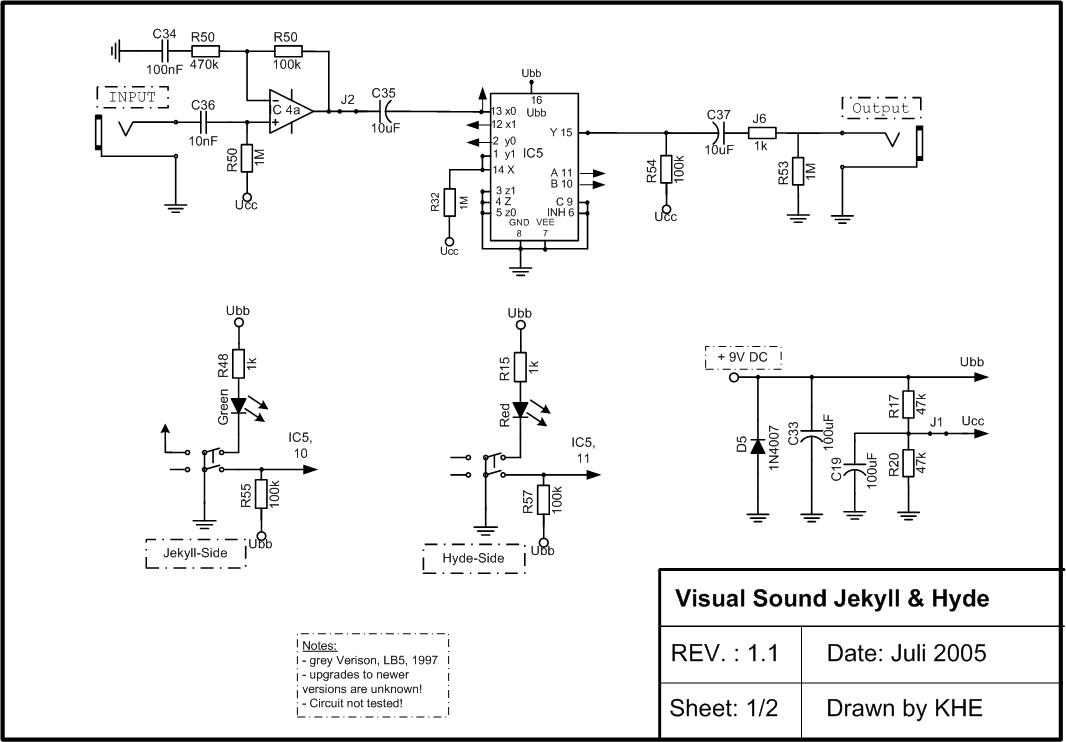 C34
100nF
R50
470k
R50
100k
INPUT
C36
10nF
R50
1M
Ucc
C 4a
-
+
J2
C35
10uF
Ubb
16
Ubb
13 x0
12 x1
2 y0
1 y1
IC5
14 X
3 z1
4 Z
5 z0
GND
8
VEE
7
Y 15
A 11
B 10
C 9
INH 6
R32
1M
Ucc
R54
100k
Ucc
C37
10uF
J6
1k
R53
1M
Output
Ubb
R48
1k
Green
IC5,
10
R55
100k
Ubb
Jekyll-Side
Ubb
R15
1k
Red
IC5,
11
R57
100k
Ubb
Hyde-Side
+ 9V DC
Ubb
D5
1N4007
C33
100uF
C19
100uF
R17
47k
R20
47k
J1
Ucc
Notes:
- grey Verison, LB5, 1997
- upgrades to newer
versions are unknown!
- Circuit not tested!
Visual Sound Jekyll & Hyde
REV. : 1.1
Date: Juli 2005
Sheet: 1/2
Drawn by KHE